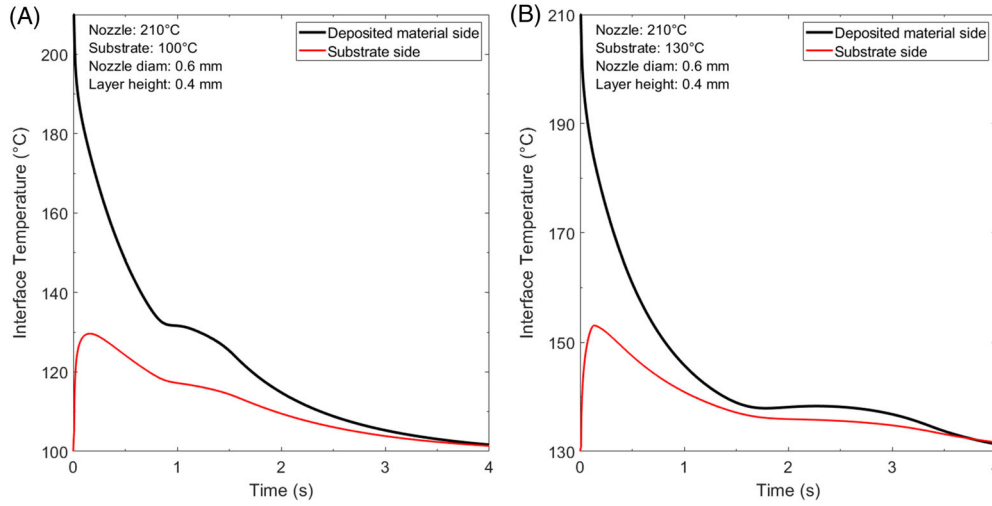 (A)
Nozzle: 210°C
Substrate: 100°C
Nozzle diam: 0.6 mm
Layer height: 0.4 mm
Deposited material side
Substrate side
200
180
160
140
120
100
Interface Temperature (°C)
0 1 2 3 4
Time (s)
(B)
Nozzle: 210°C
Substrate: 130°C
Nozzle diam: 0.6 mm
Layer height: 0.4 mm
Deposited material side
Substrate side
210
190
170
150
130
Interface Temperature (°C)
0 1 2 3
Time (s)